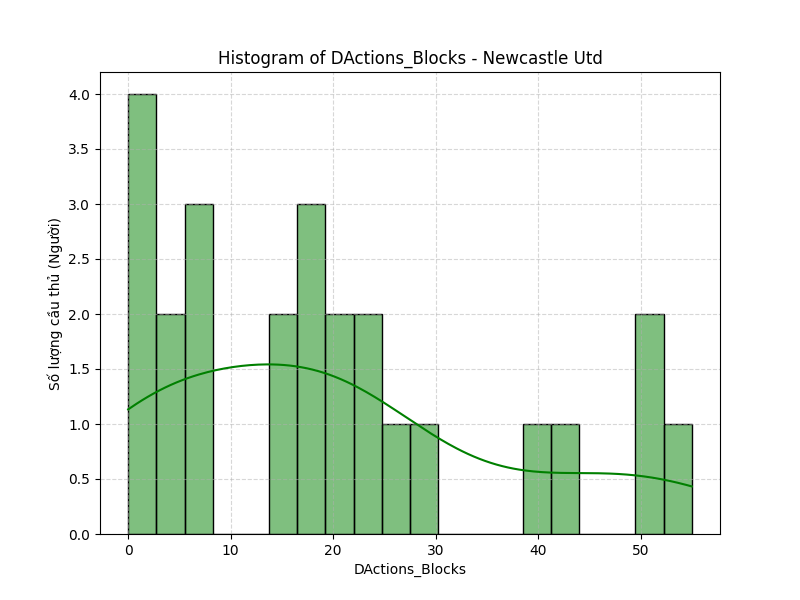 Histogram of DActions_Blocks - Newcastle Utd
Số lượng cầu thủ (Người)
4.0
3.5
3.0
2.5
2.0
1.5
1.0
0.5
0.0
0 10 20 30 40 50
DActions_Blocks